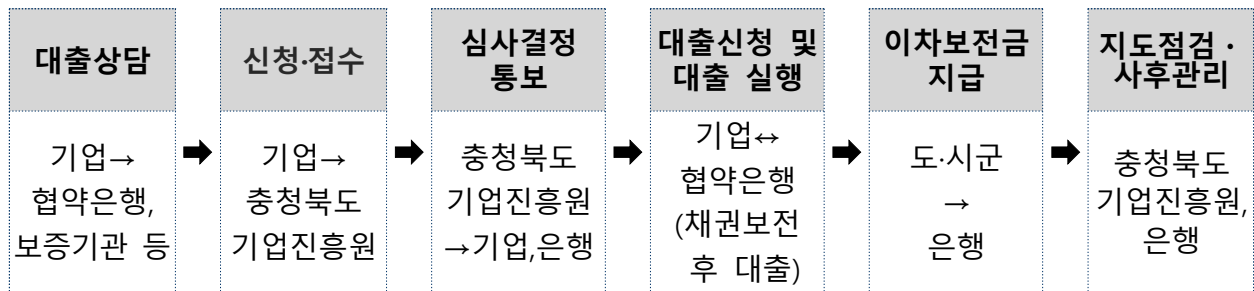 대출상담
기업→
협약은행,
보증기관 등
신청·접수
기업→
충청북도
기업진흥원
심사결정
통보
충청북도
기업진흥원
→기업,은행
대출신청 및
대출 실행
기업↔
협약은행
(채권보전
후 대출)
이차보전금
지급
도·시군
→
은행
지도점검·
사후관리
충청북도
기업진흥원,
은행